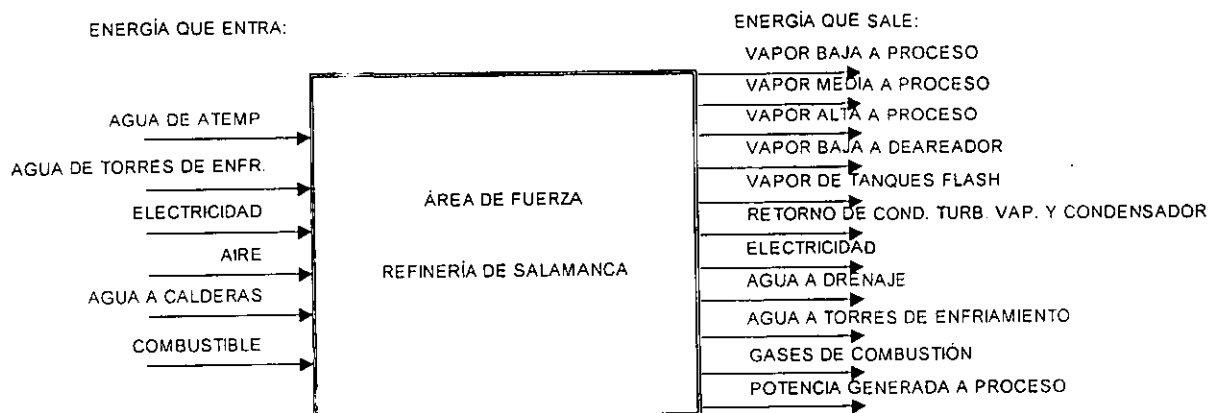 ENERGÍA QUE ENTRA:
AGUA DE ATEMP
AGUA DE TORRES DE ENFR.
ELECTRICIDAD
AIRE
AGUA A CALDERAS
COMBUSTIBLE
ÁREA DE FUERZA
REFINERÍA DE SALAMANCA
ENERGÍA QUE SALE:
VAPOR BAJA A PROCESO
VAPOR MEDIA A PROCESO
VAPOR ALTA A PROCESO
VAPOR BAJA A DEAREADOR
VAPOR DE TANQUES FLASH
RETORNO DE COND. TURB. VAP. Y CONDENSADOR
ELECTRICIDAD
AGUA A DRENAJE
AGUA A TORRES DE ENFRIAMIENTO
GASES DE COMBUSTIÓN
POTENCIA GENERADA A PROCESO